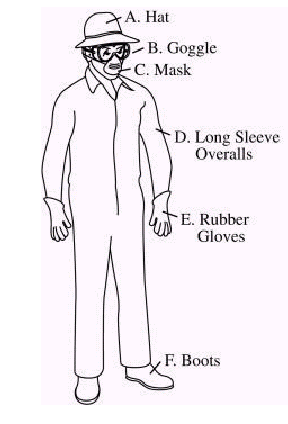 A. Hat
B. Goggle
C. Mask
D. Long Sleeve
Overalls
E. Rubber
Gloves
F. Boots